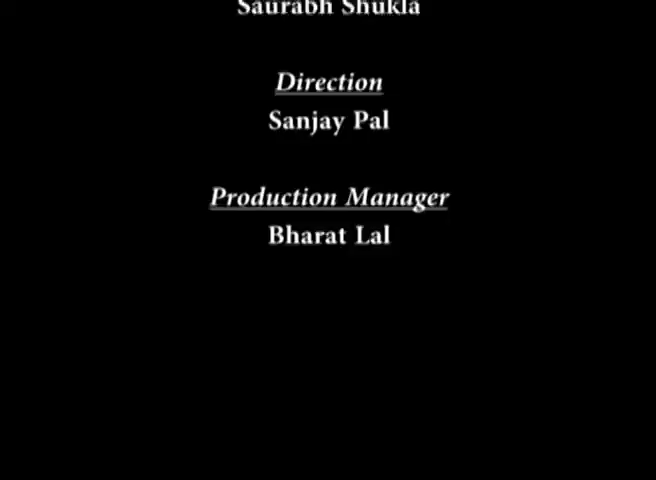 Saurabh Shukla
Direction
Sanjay Pal
Production Manager
Bharat Lal